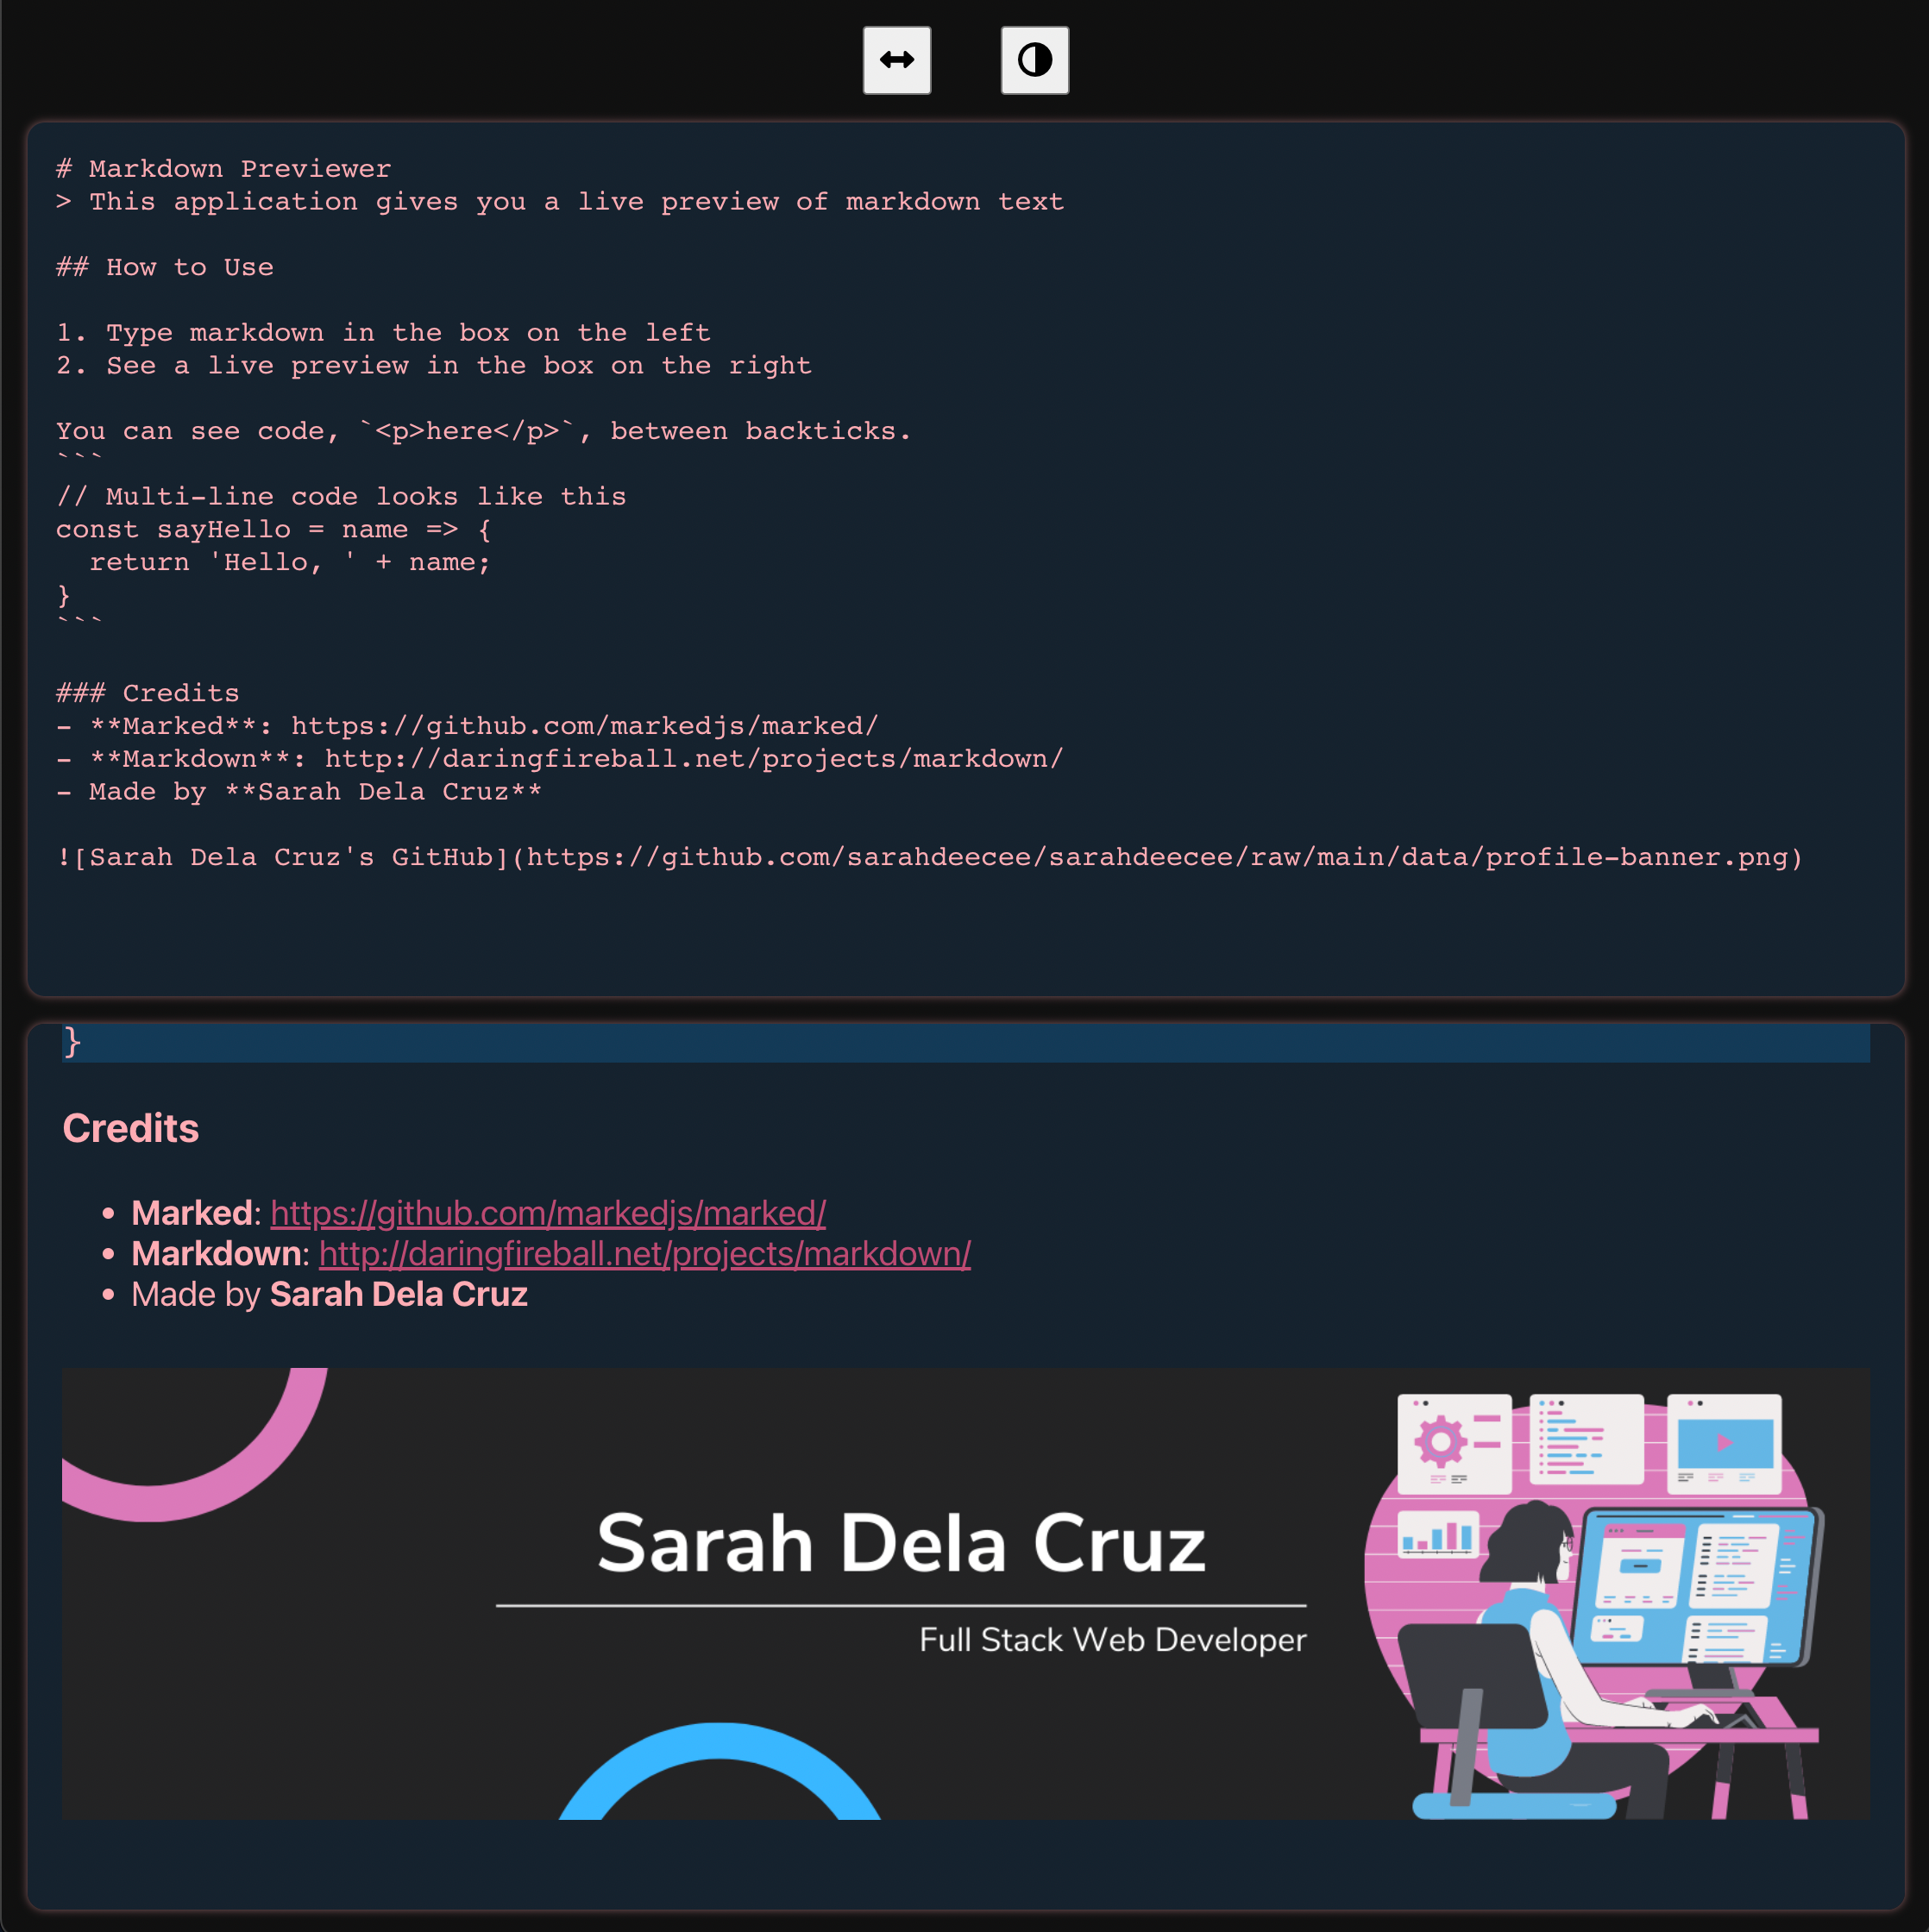 # Markdown Previewer
> This application gives you a live preview of markdown text
## How to Use
1. Type markdown in the box on the left
2. See a live preview in the box on the right
You can see code, `<p>here</p>`, between backticks.
```
// Multi-line code looks like this
const sayHello = name => {
  return 'Hello, ' + name;
}
```
### Credits
- **Marked**: https://github.com/markedjs/marked/
- **Markdown**: http://daringfireball.net/projects/markdown/
- Made by **Sarah Dela Cruz**
![Sarah Dela Cruz's GitHub](https://github.com/sarahdeecee/sarahdeecee/raw/main/data/profile-banner.png)
}
Credits
• Marked: https://github.com/markedjs/marked/
• Markdown: http://daringfireball.net/projects/markdown/
• Made by Sarah Dela Cruz
Sarah Dela Cruz
Full Stack Web Developer